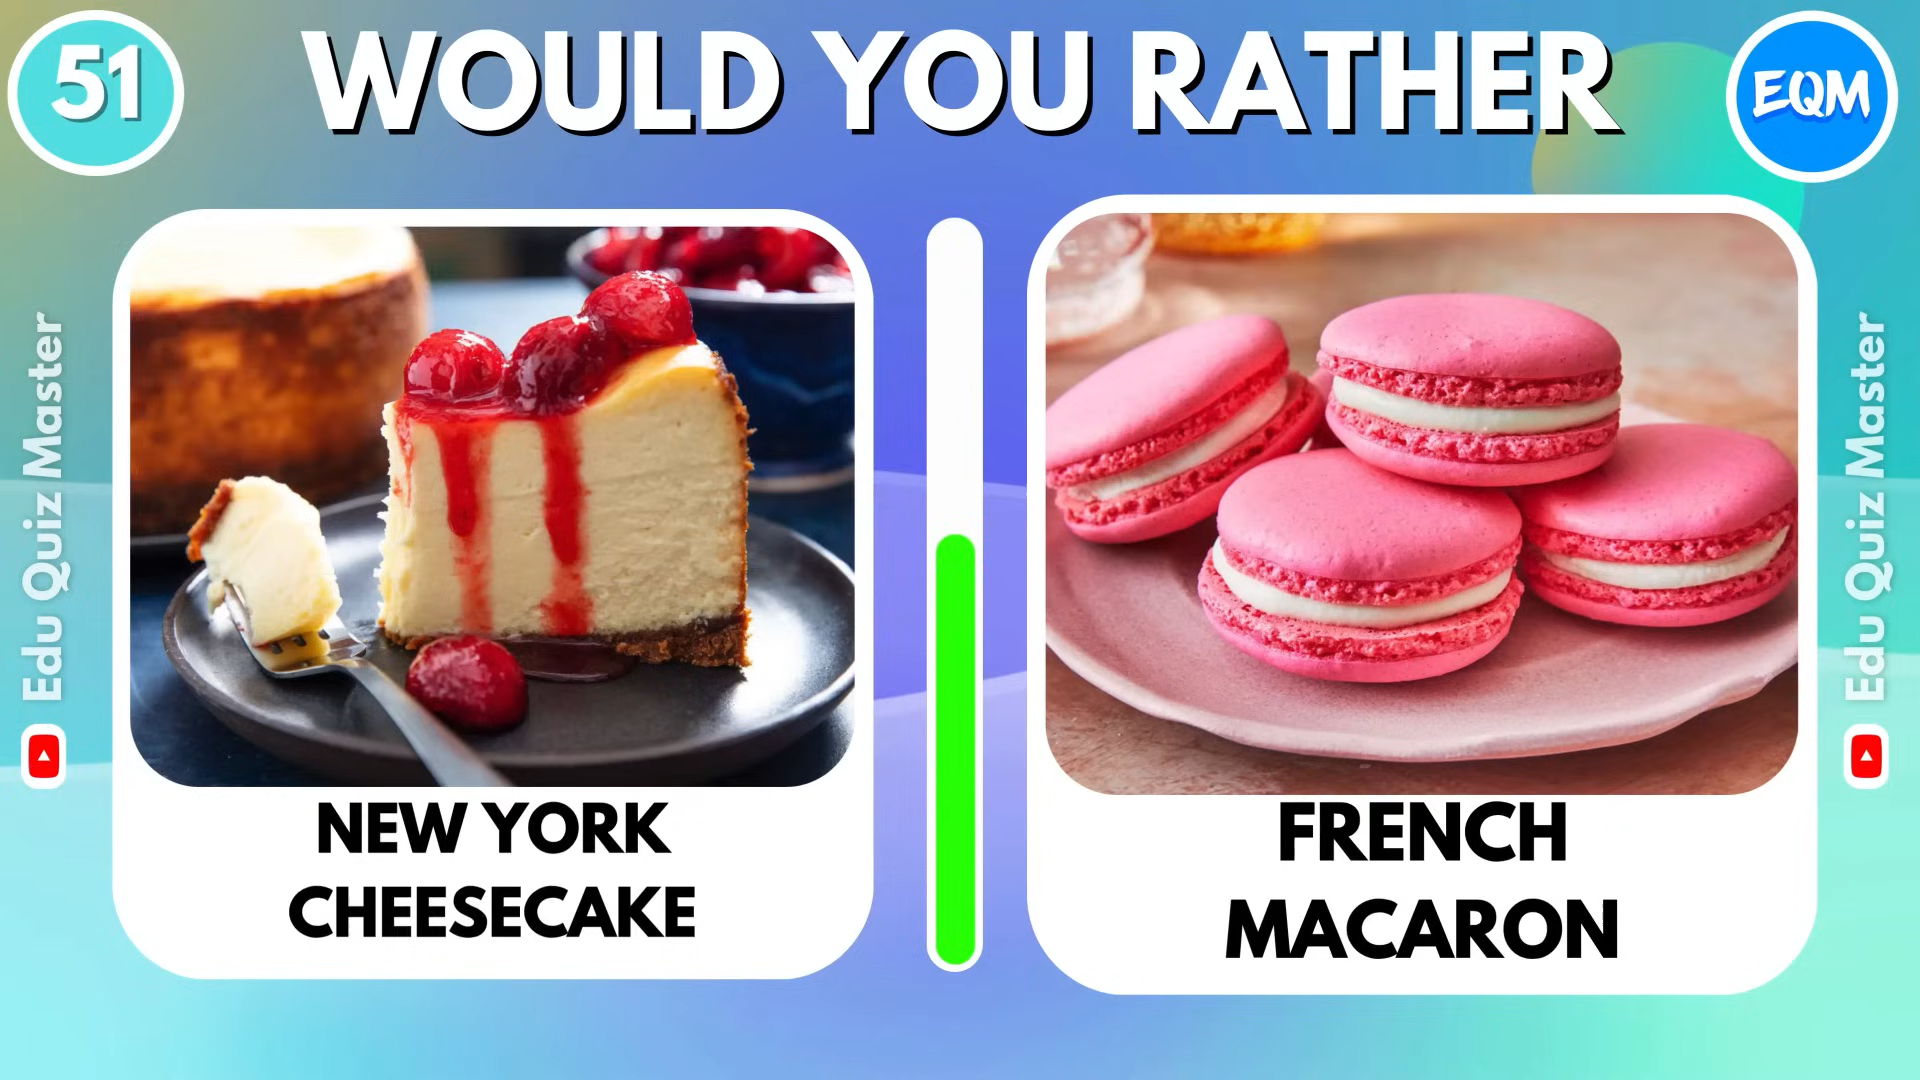 51
WOULD YOU RATHER
EQM
Edu Quiz Master
Edu Quiz Master
NEW YORK
CHEESECAKE
FRENCH
MACARON